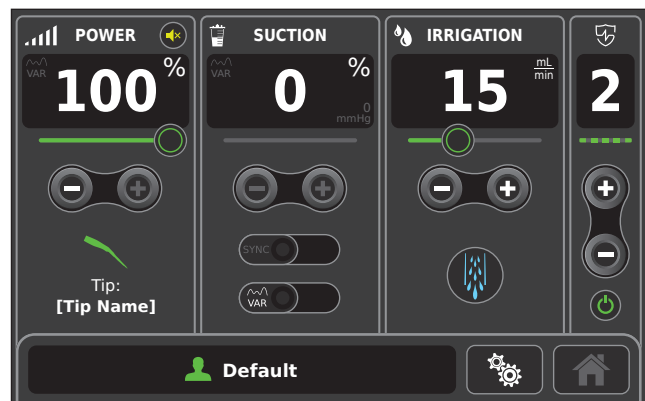 POWER
VAR
100
%
Tip:
[Tip Name]
SUCTION
VAR
0
%
0
mmHg
SYNC
VAR
IRRIGATION
15
mL
min
2
Default